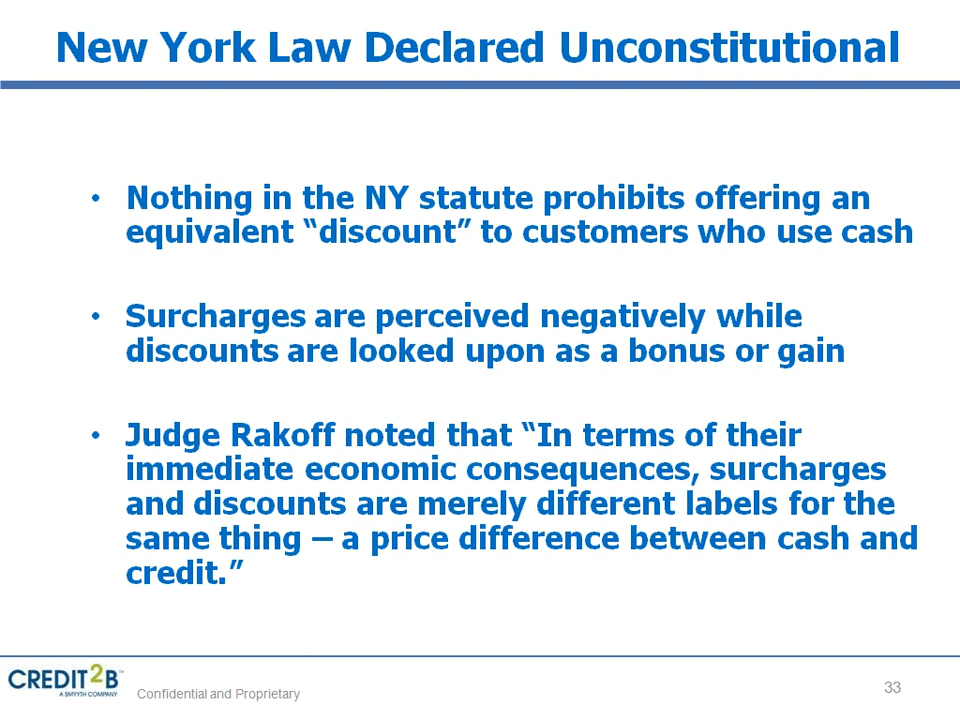 New York Law Declared Unconstitutional
• Nothing in the NY statute prohibits offering an
equivalent “discount” to customers who use cash
• Surcharges are perceived negatively while
discounts are looked upon as a bonus or gain
• Judge Rakoff noted that “In terms of their
immediate economic consequences, surcharges
and discounts are merely different labels for the
same thing – a price difference between cash and
credit.”
CREDIT2B™
A SMYYTH COMPANY
Confidential and Proprietary
33